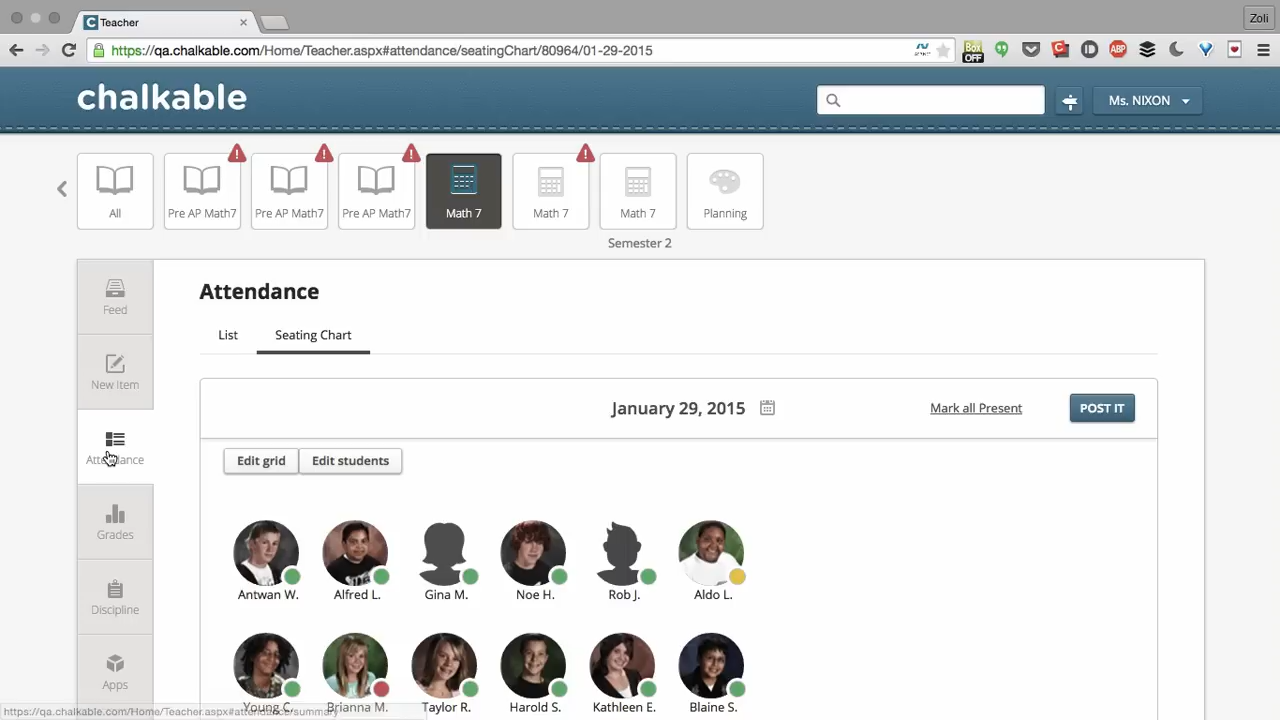 C Teacher
Zoli
https://qa.chalkable.com/Home/Teacher.aspx#attendance/seatingChart/80964/01-29-2015
Box OFF
ABP
chalkable
Ms. NIXON
All
Pre AP Math7
Pre AP Math7
Pre AP Math7
Math 7
Math 7
Math 7
Planning
Semester 2
Feed
New Item
Attendance
Grades
Discipline
Apps
Attendance
List
Seating Chart
January 29, 2015
Mark all Present
POST IT
Edit grid
Edit students
Antwan W.
Alfred L.
Gina M.
Noe H.
Rob J.
Aldo L.
Young C.
Brianna M.
Taylor R.
Harold S.
Kathleen E.
Blaine S.
https://qa.chalkable.com/Home/Teacher.aspx#attendance/summary